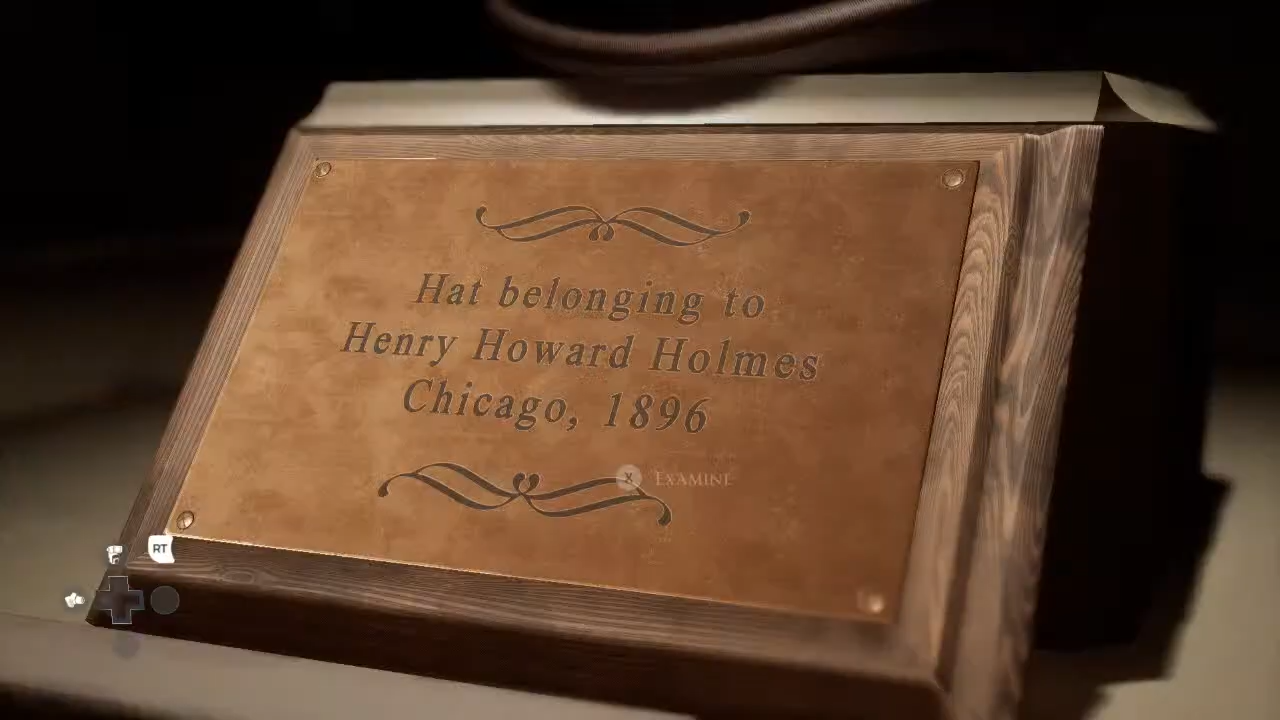 Hat belonging to
Henry Howard Holmes
Chicago, 1896
X EXAMINE
RT